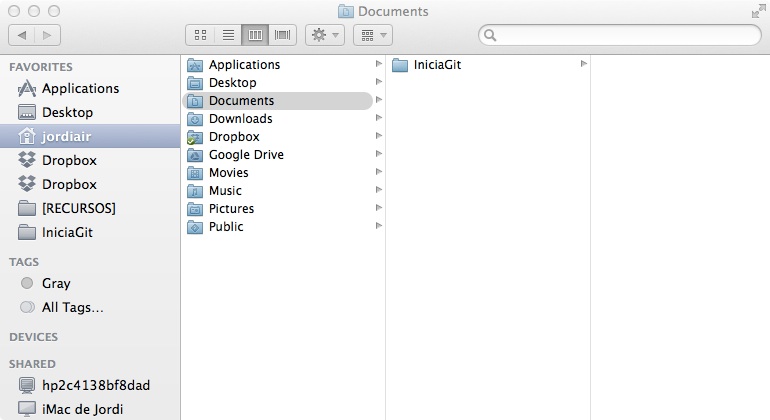 Documents
FAVORITES
Applications
Desktop
jordiair
Dropbox
Dropbox
[RECURSOS]
IniciaGit
TAGS
Gray
All Tags...
DEVICES
SHARED
hp2c4138bf8dad
iMac de Jordi
Applications
Desktop
Documents
Downloads
Dropbox
Google Drive
Movies
Music
Pictures
Public
IniciaGit